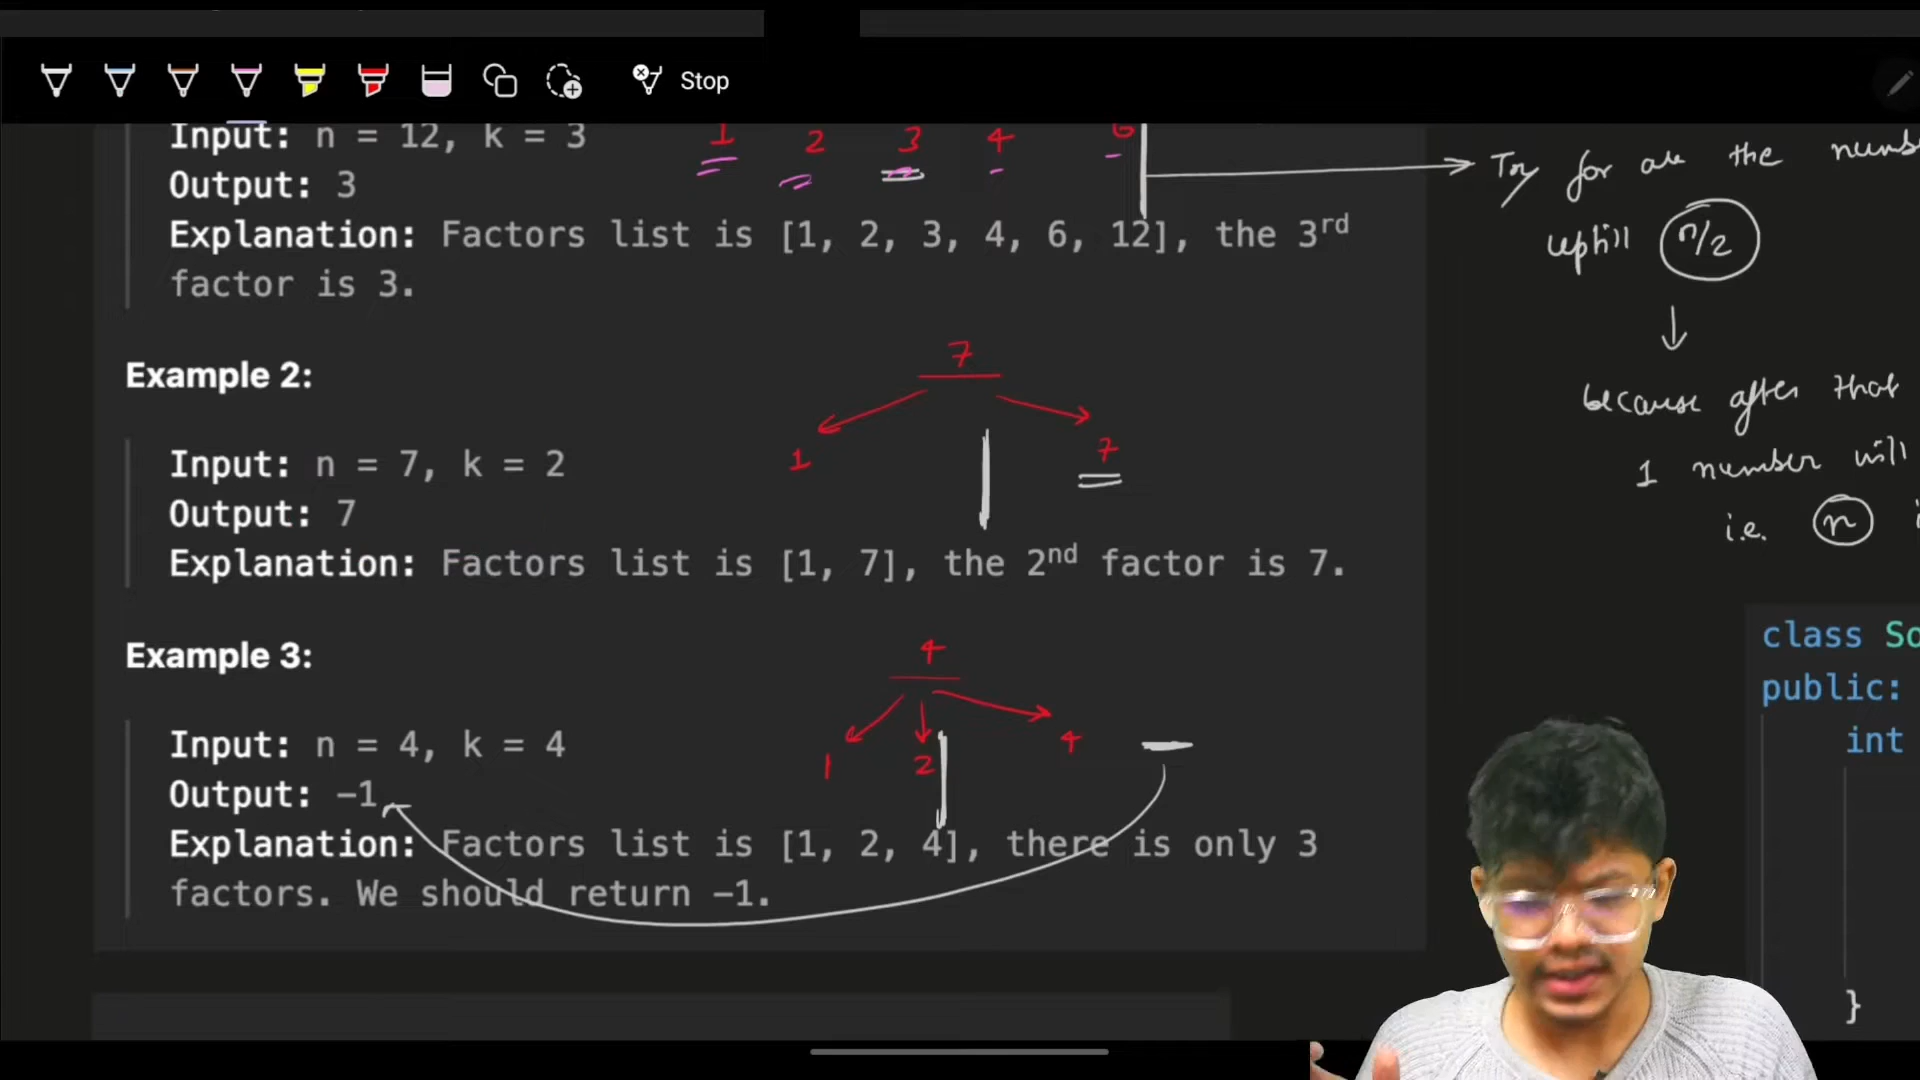 Stop
Input: n = 12, k = 3
1 2 3 4 6
Output: 3
Explanation: Factors list is [1, 2, 3, 4, 6, 12], the 3rd
factor is 3.
Try for all the numbe
uptill n/2
because after that
1 number will
i.e. n
Example 2:
7
1 7
Input: n = 7, k = 2
Output: 7
Explanation: Factors list is [1, 7], the 2nd factor is 7.
Example 3:
4
1 2 4
Input: n = 4, k = 4
Output: -1
Explanation: Factors list is [1, 2, 4], there is only 3
factors. We should return -1.
class So
public:
int
}